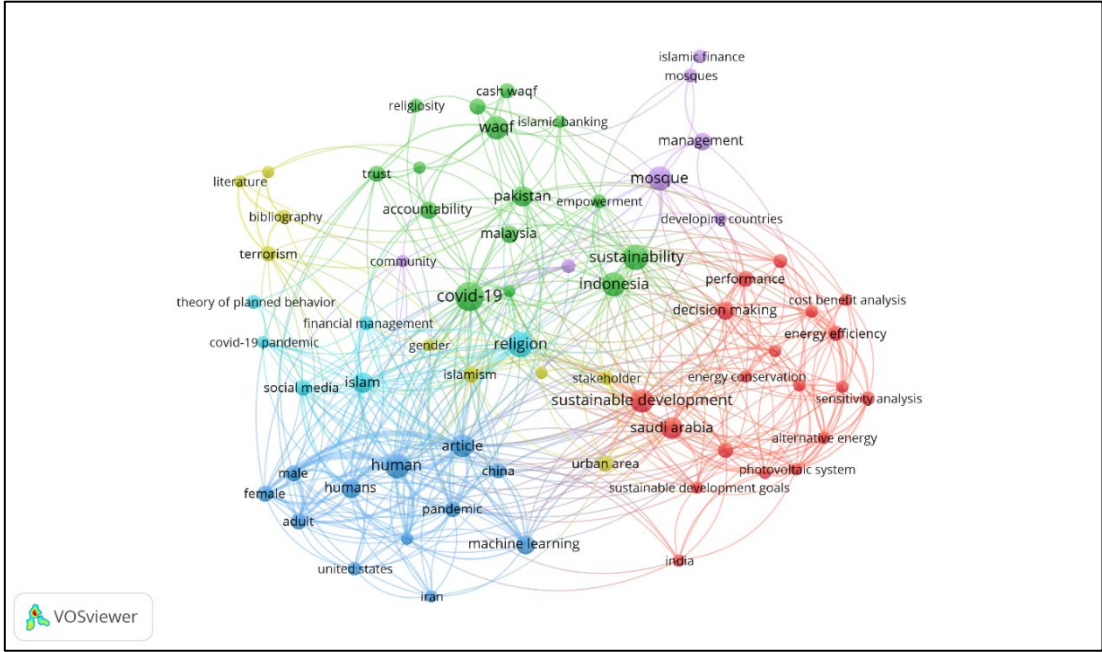 islamic finance
mosques
cash waqf
religiosity
waqf
islamic banking
management
trust
mosque
literature
pakistan
empowerment
accountability
bibliography
developing countries
malaysia
terrorism
sustainability
community
performance
indonesia
covid-19
theory of planned behavior
cost benefit analysis
decision making
financial management
energy efficiency
covid-19 pandemic
gender
religion
islamism
stakeholder
energy conservation
social media
islam
sustainable development
sensitivity analysis
saudi arabia
alternative energy
article
human
urban area
china
photovoltaic system
male
female
humans
sustainable development goals
pandemic
adult
machine learning
united states
india
iran
VOSviewer